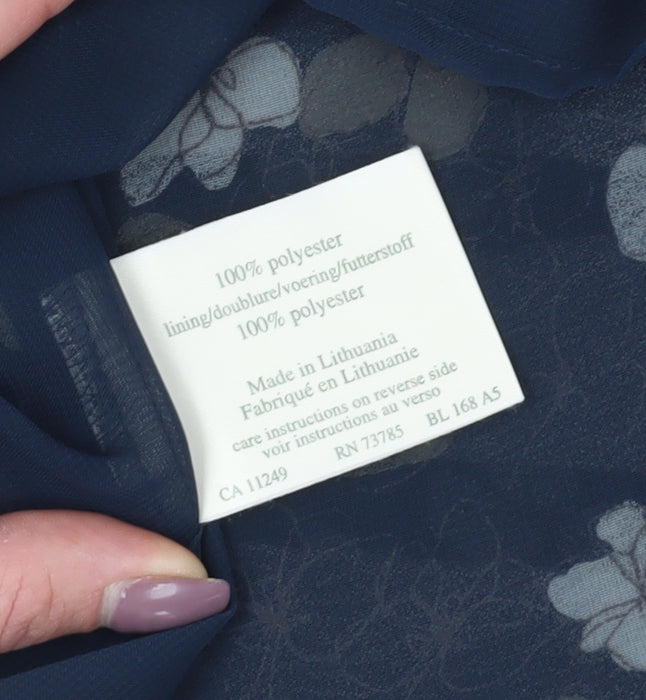 100% polyester
lining/doublure/voering/futterstoff
100% polyester
Made in Lithuania
Fabriqué en Lithuanie
care instructions on reverse side
voir instructions au verso
CA 11249 RN 73785 BL 168 A5